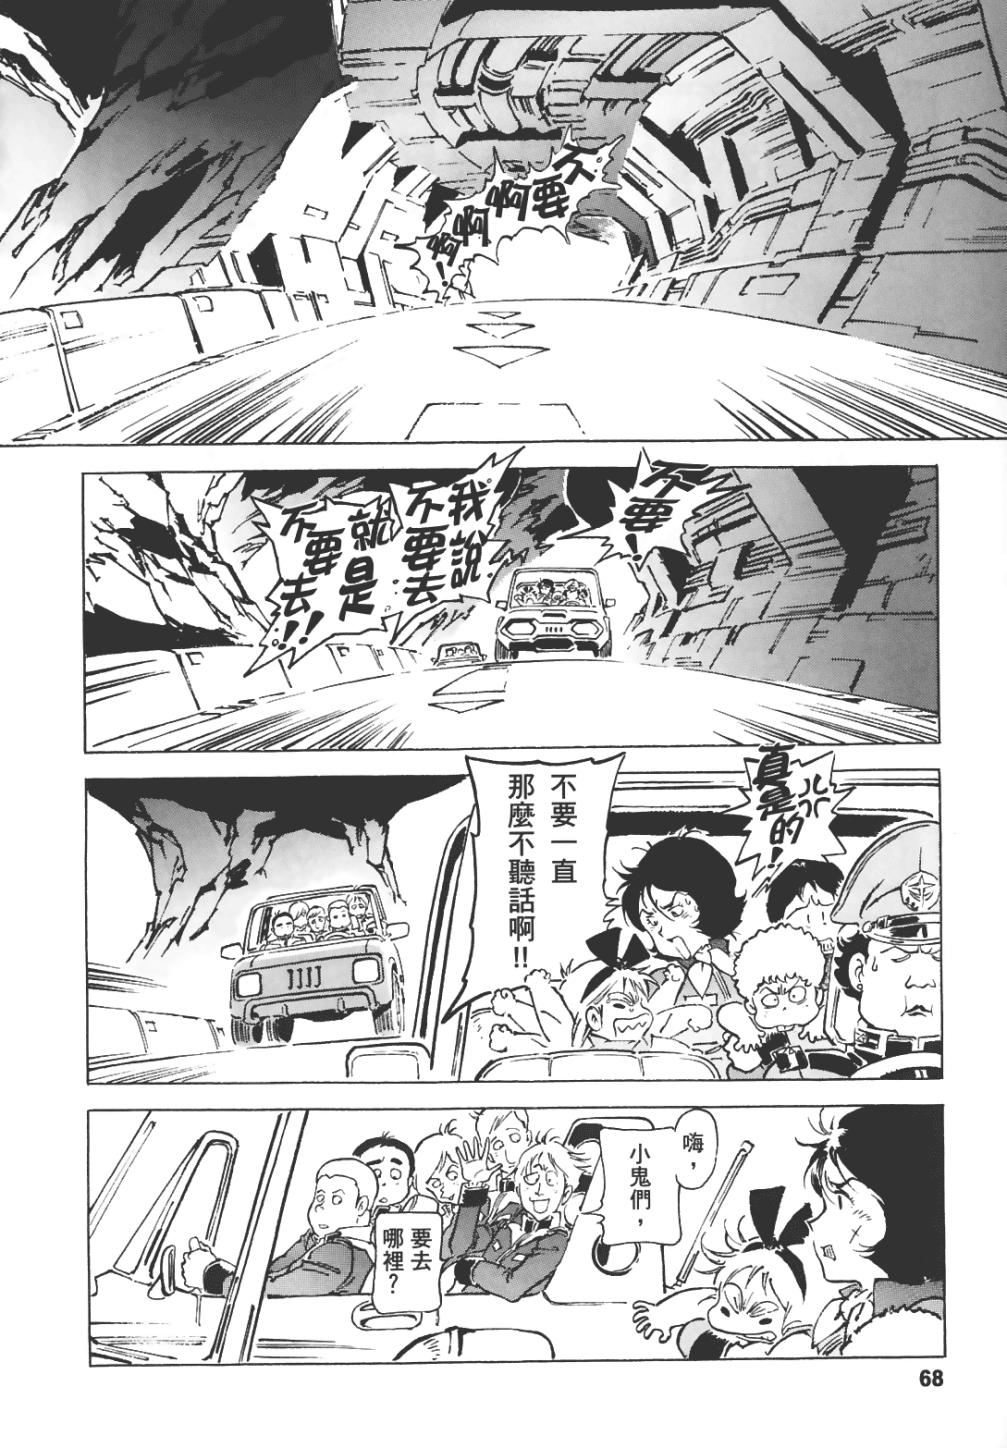 不要啊啊啊！
不要！
我說
不要去
就是
不要去！！
真是的！
不要一直
那麼不聽話啊！！
嗨，
小鬼們，
要去
哪裡？
68